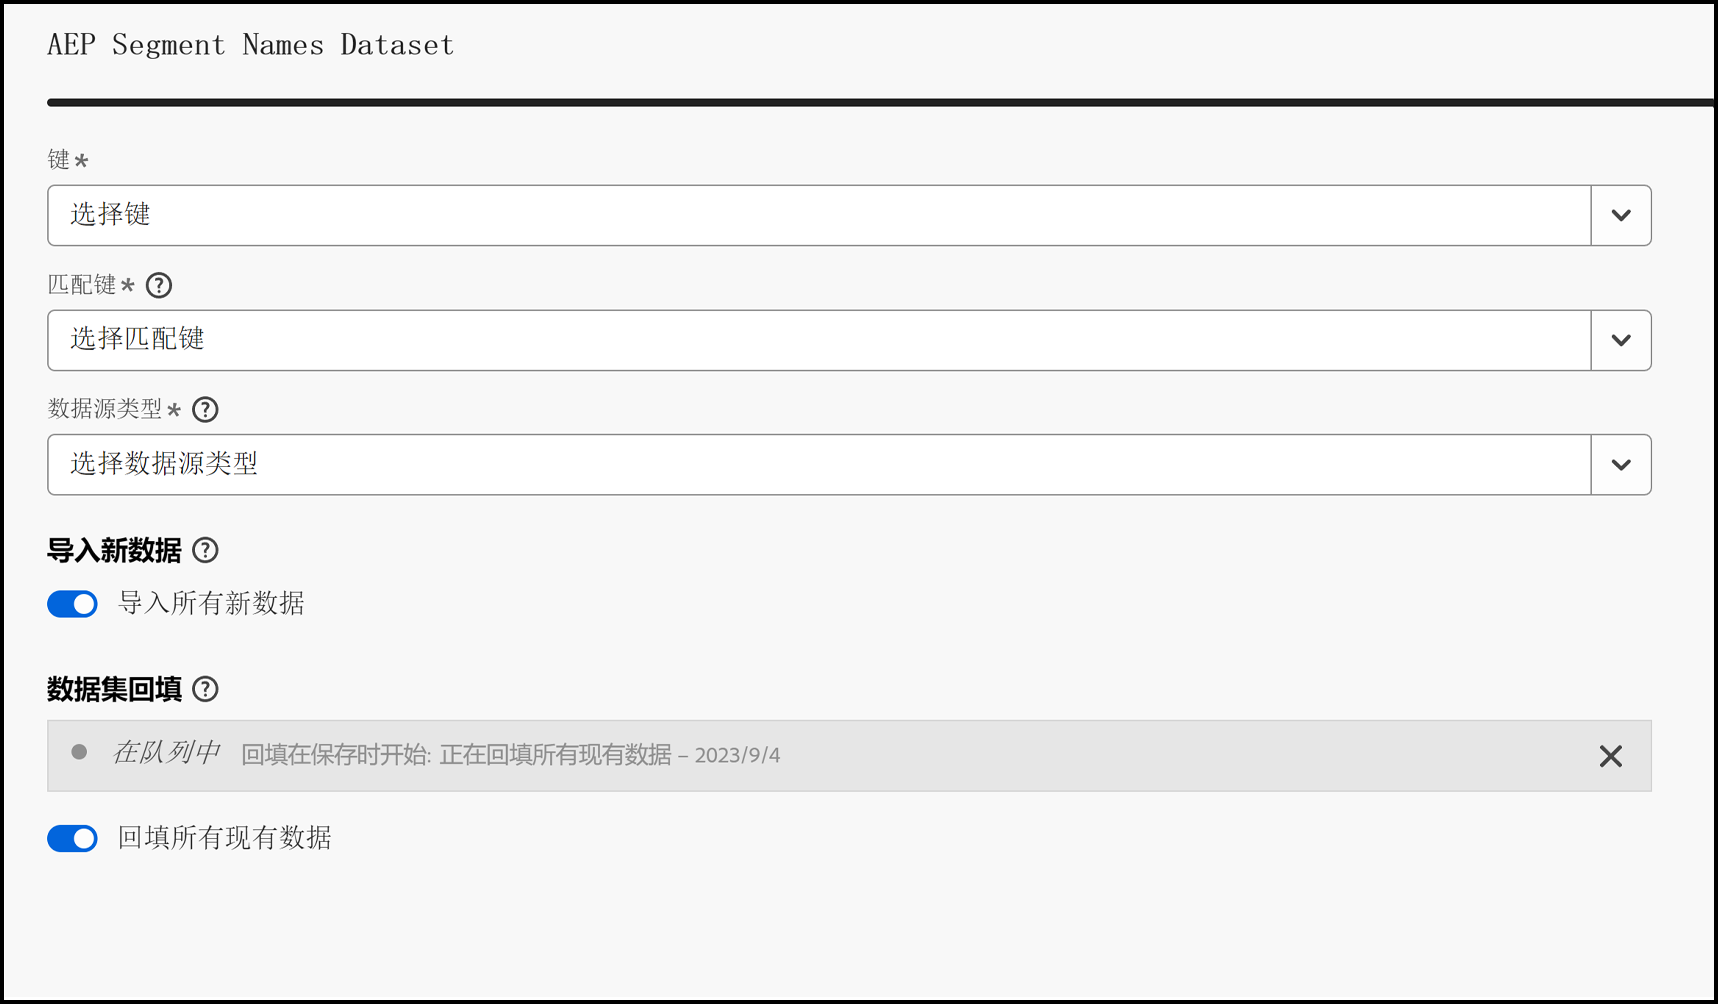 AEP Segment Names Dataset
键*
选择键
匹配键*
选择匹配键
数据源类型*
选择数据源类型
导入新数据
导入所有新数据
数据集回填
在队列中 回填在保存时开始: 正在回填所有现有数据 – 2023/9/4
回填所有现有数据